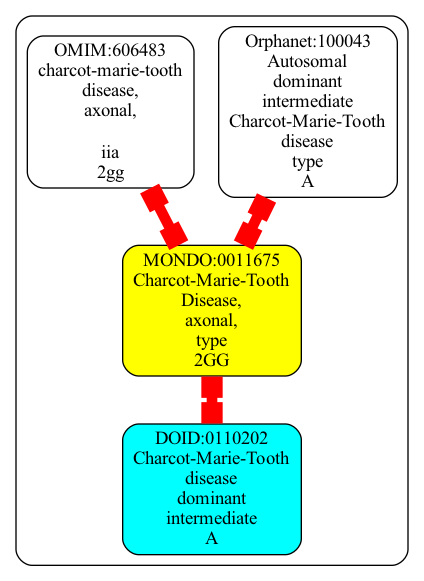 OMIM:606483
charcot-marie-tooth
disease,
axonal,
iia
2gg
Orphanet:100043
Autosomal
dominant
intermediate
Charcot-Marie-Tooth
disease
type
A
MONDO:0011675
Charcot-Marie-Tooth
Disease,
axonal,
type
2GG
DOID:0110202
Charcot-Marie-Tooth
disease
dominant
intermediate
A